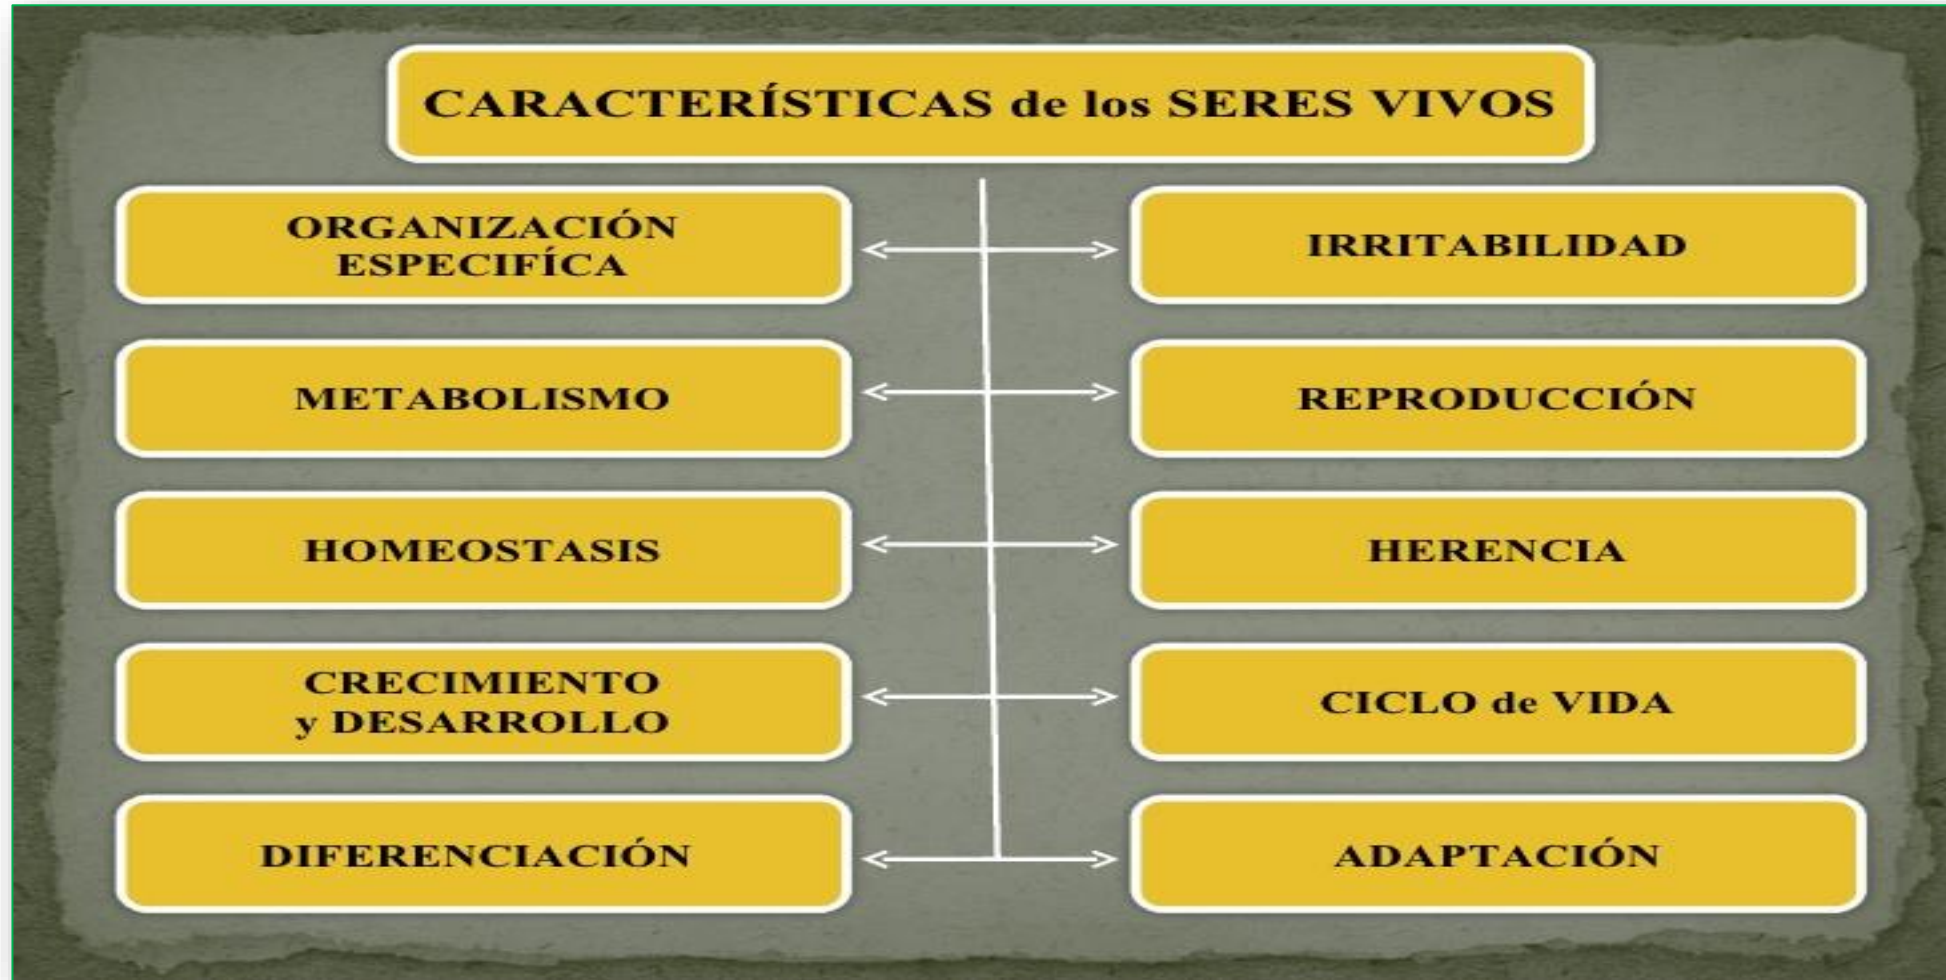 CARACTERÍSTICAS de los SERES VIVOS
ORGANIZACIÓN
ESPECIFÍCA
IRRITABILIDAD
METABOLISMO
REPRODUCCIÓN
HOMEOSTASIS
HERENCIA
CRECIMIENTO
y DESARROLLO
CICLO de VIDA
DIFERENCIACIÓN
ADAPTACIÓN